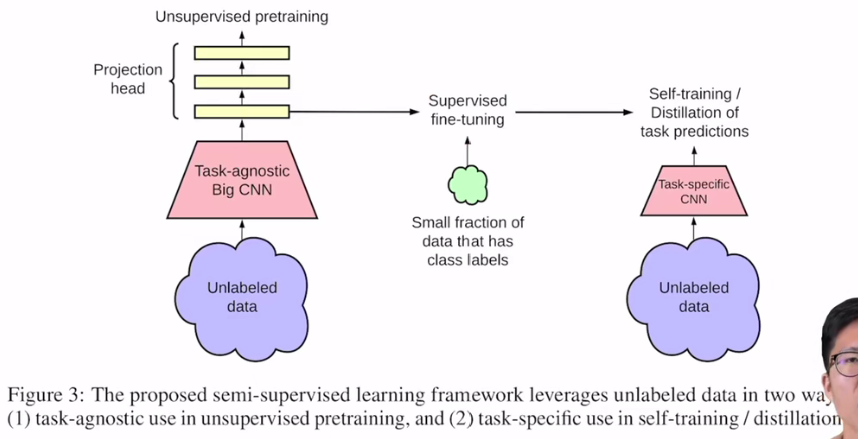 Unsupervised pretraining
Projection
head
Task-agnostic
Big CNN
Unlabeled
data
Supervised
fine-tuning
Small fraction of
data that has
class labels
Self-training /
Distillation of
task predictions
Task-specific
CNN
Unlabeled
data
Figure 3: The proposed semi-supervised learning framework leverages unlabeled data in two
(1) task-agnostic use in unsupervised pretraining, and (2) task-specific use in self-training / distillation